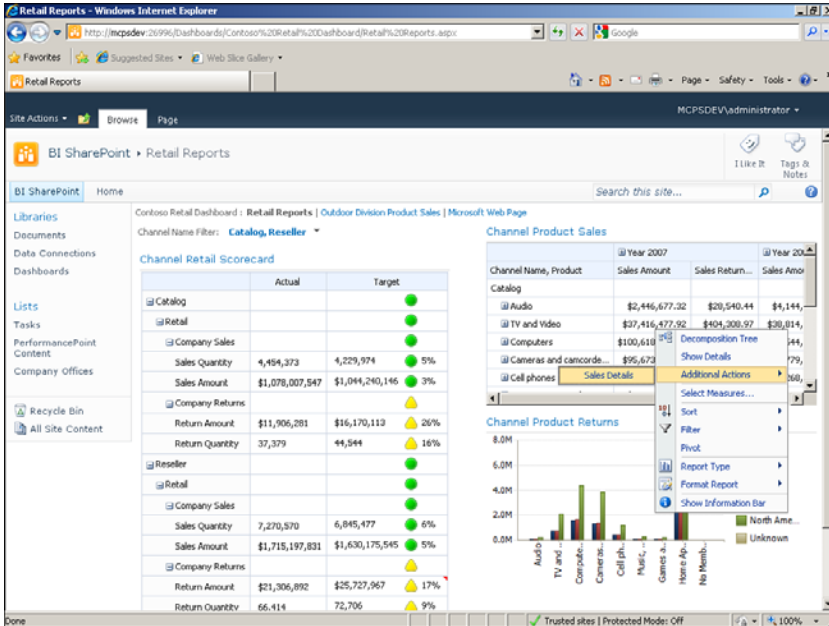 Retail Reports - Windows Internet Explorer
http://mcpsdev:26996/Dashboards/Contoso%20Retail%20Dashboard/Retail%20Reports.aspx
Google
Favorites
Suggested Sites
Web Slice Gallery
Retail Reports
Page
Safety
Tools
MCPSDEV\administrator
Site Actions
Browse
Page
BI SharePoint
Retail Reports
I Like It
Tags & Notes
BI SharePoint
Home
Search this site...
Libraries
Documents
Data Connections
Dashboards
Lists
Tasks
PerformancePoint
Content
Company Offices
Recycle Bin
All Site Content
Contoso Retail Dashboard : Retail Reports | Outdoor Division Product Sales | Microsoft Web Page
Channel Name Filter: Catalog, Reseller
Channel Retail Scorecard
Actual Target
Catalog
Retail
Company Sales
Sales Quantity 4,454,373 4,229,974 5%
Sales Amount $1,078,007,547 $1,044,240,146 3%
Company Returns
Return Amount $11,906,281 $16,170,113 26%
Return Quantity 37,379 44,544 16%
Reseller
Retail
Company Sales
Sales Quantity 7,270,570 6,845,477 6%
Sales Amount $1,715,197,831 $1,630,175,545 5%
Company Returns
Return Amount $21,306,892 $25,727,967 17%
Return Quantity 66,414 72,706 9%
Channel Product Sales
Year 2007
Channel Name, Product Sales Amount Sales Return...
Catalog
Audio $2,446,677.32 $28,540.44 $4,144,
TV and Video $37,416,477.92 $404,308.97
Computers
Cameras and camcorde...
Cell phones
Sales Details
Decomposition Tree
Show Details
Additional Actions
Select Measures...
Sort
Filter
Pivot
Report Type
Format Report
Show Information Bar
Channel Product Returns
8.0M
6.0M
4.0M
2.0M
0.0M
Audio
TV and ..
Compute..
Cameras..
Cell ph..
Music, ..
Games a..
Home Ap..
No Memb..
North Ame...
Unknown
Done
Trusted sites | Protected Mode: Off
100%